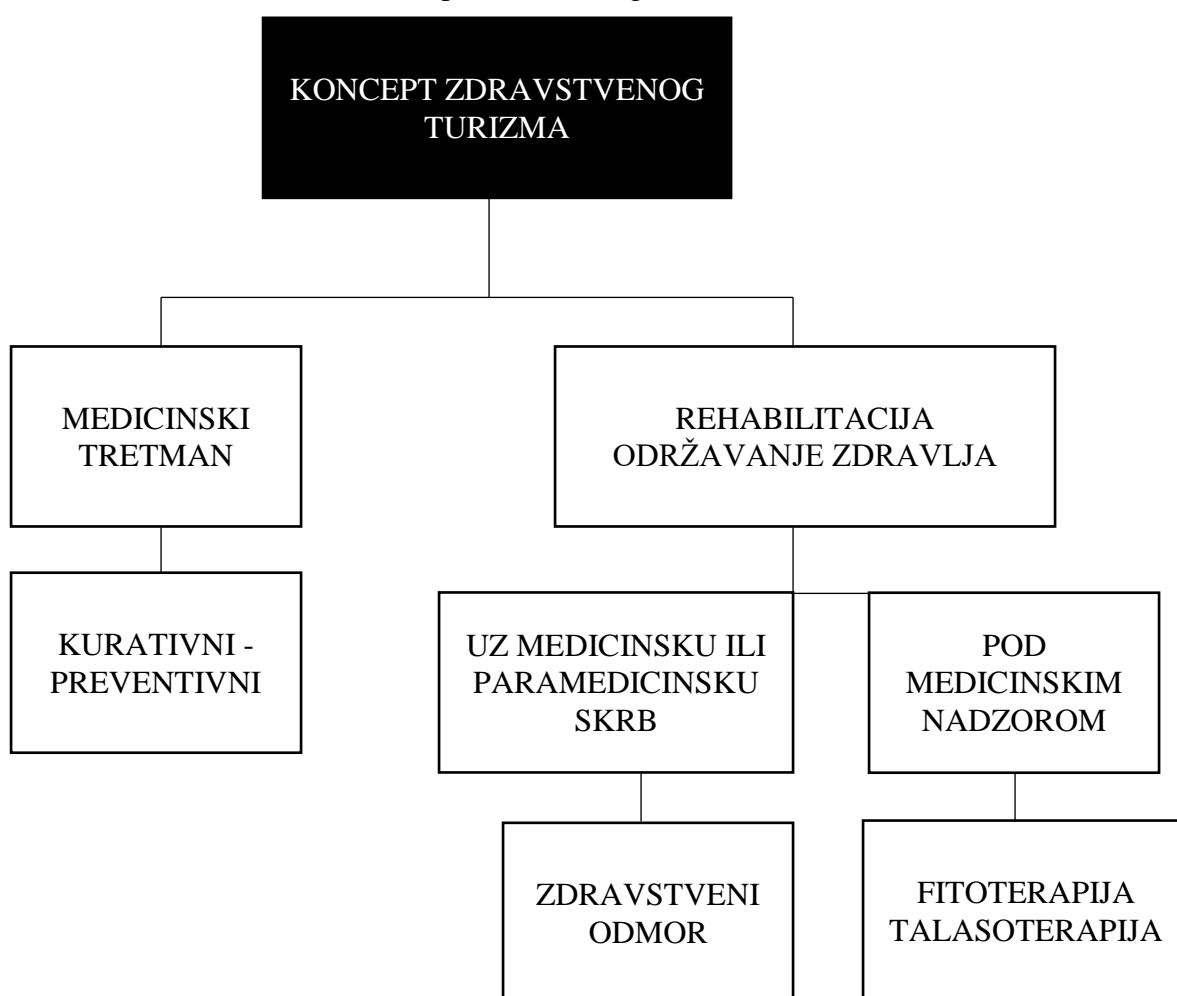 KONCEPT ZDRAVSTVENOG
TURIZMA
MEDICINSKI
TRETMAN
REHABILITACIJA
ODRŽAVANJE ZDRAVLJA
KURATIVNI -
PREVENTIVNI
UZ MEDICINSKU ILI
PARAMEDICINSKU
SKRB
POD
MEDICINSKIM
NADZOROM
ZDRAVSTVENI
ODMOR
FITOTERAPIJA
TALASOTERAPIJA